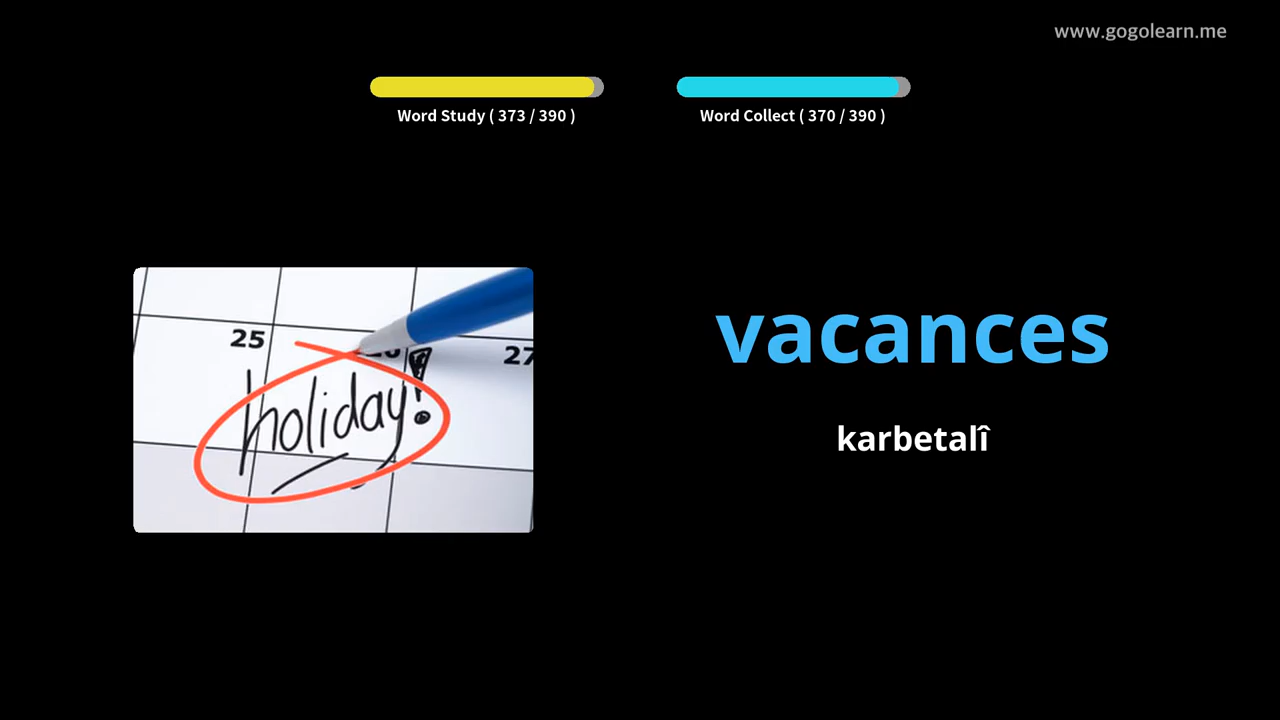 www.gogolearn.me
Word Study ( 373 / 390 )
Word Collect ( 370 / 390 )
25
27
holiday!
vacances
karbetalî